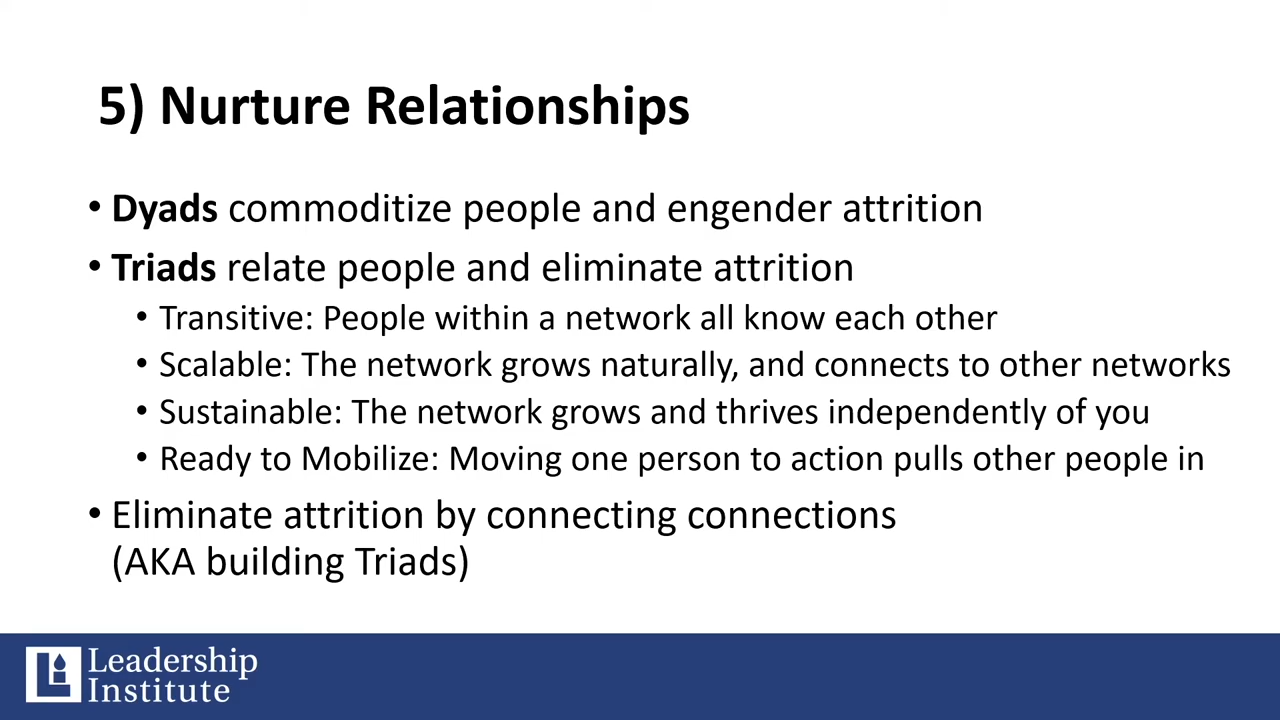 5) Nurture Relationships
• Dyads commoditize people and engender attrition
• Triads relate people and eliminate attrition
• Transitive: People within a network all know each other
• Scalable: The network grows naturally, and connects to other networks
• Sustainable: The network grows and thrives independently of you
• Ready to Mobilize: Moving one person to action pulls other people in
• Eliminate attrition by connecting connections
(AKA building Triads)
Leadership
Institute